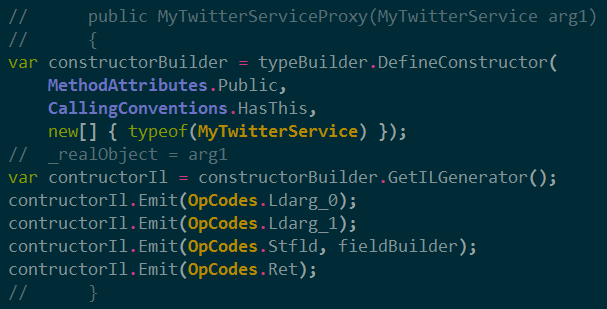 //      public MyTwitterServiceProxy(MyTwitterService arg1)
//      {
var constructorBuilder = typeBuilder.DefineConstructor(
    MethodAttributes.Public,
    CallingConventions.HasThis,
    new[] { typeof(MyTwitterService) });
//  _realObject = arg1
var contructorIl = constructorBuilder.GetILGenerator();
contructorIl.Emit(OpCodes.Ldarg_0);
contructorIl.Emit(OpCodes.Ldarg_1);
contructorIl.Emit(OpCodes.Stfld, fieldBuilder);
contructorIl.Emit(OpCodes.Ret);
//      }